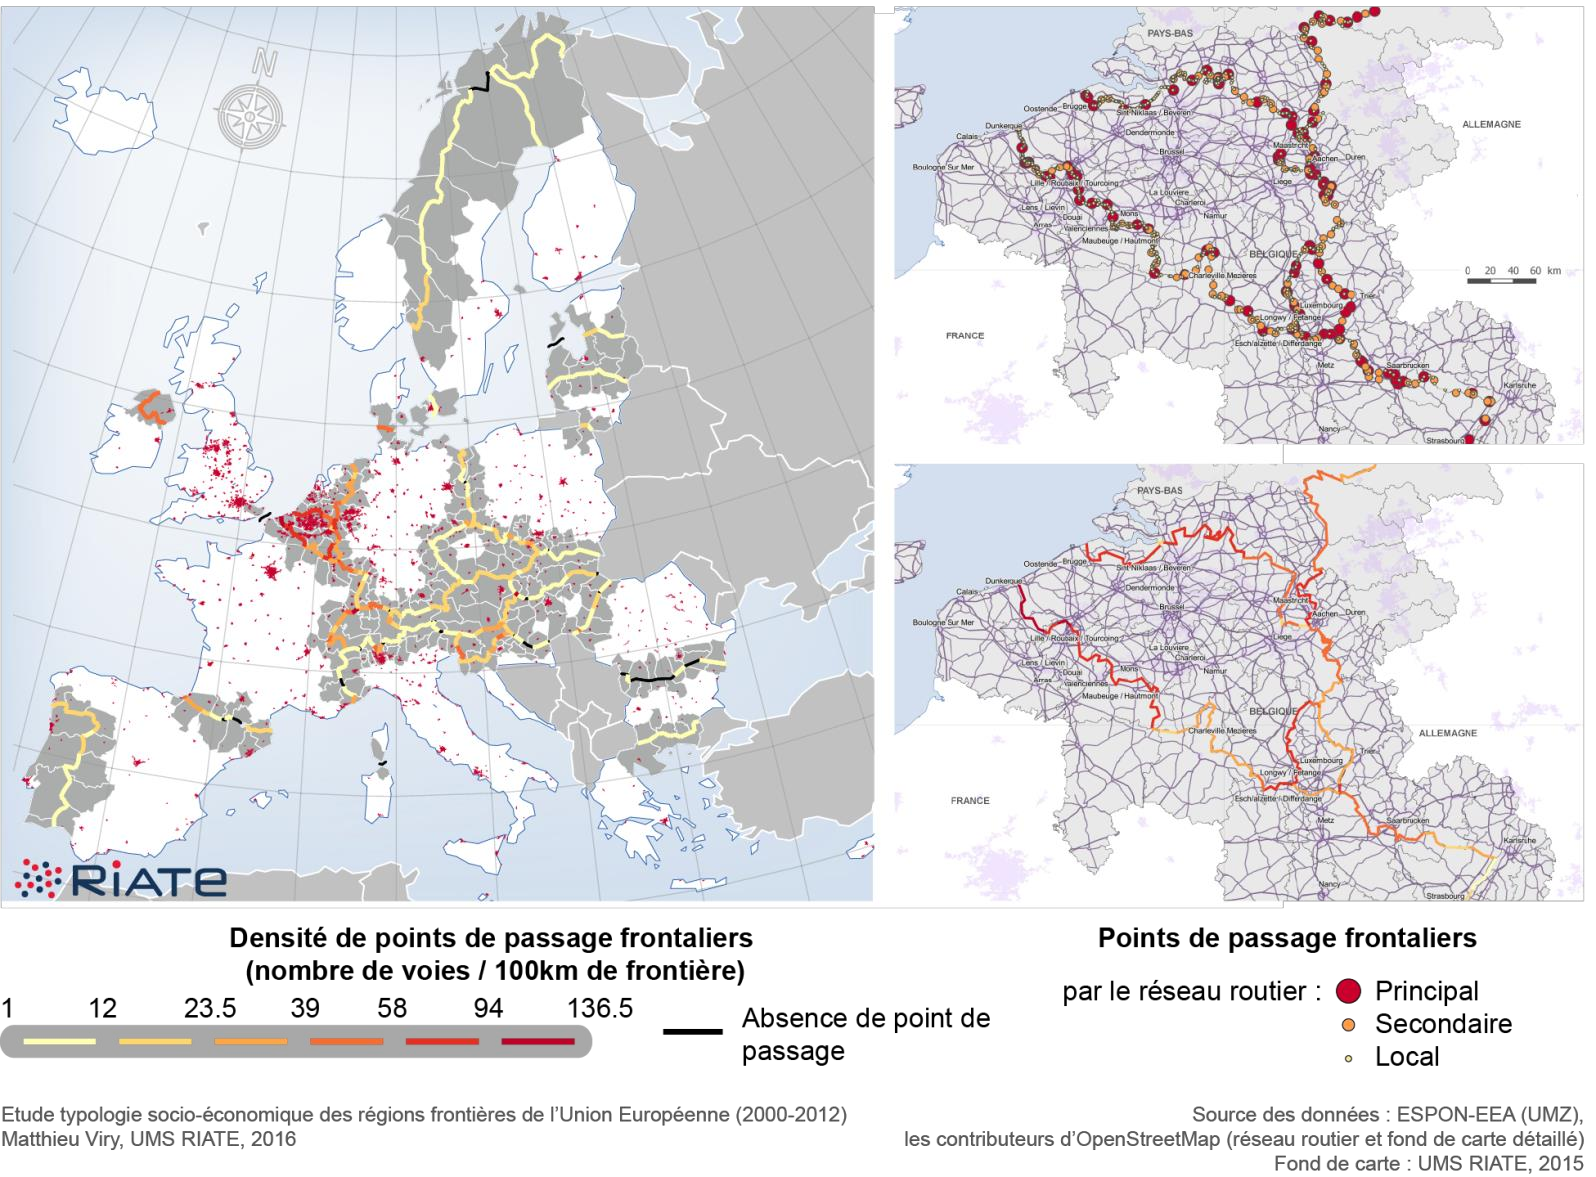 N
RIATE
PAYS-BAS
ALLEMAGNE
Oostende
Brugge
Sint Niklaas / Beveren
Dunkerque
Dendermonde
Calais
Brussel
Maastricht
Aachen
Duren
Boulogne Sur Mer
Lille / Roubaix / Tourcoing
Liege
La Louviere
Charleroi
Lens / Lievin
Mons
Namur
Douai
Arras
Valenciennes
Maubeuge / Hautmont
BELGIQUE
Charleville Mezieres
0 20 40 60 km
Trier
Luxembourg
Longwy / Petange
FRANCE
Esch/alzette / Differdange
Metz
Saarbrucken
Karlsruhe
Nancy
Strasbourg
PAYS-BAS
Oostende
Brugge
Sint Niklaas / Beveren
Dunkerque
Dendermonde
Calais
Brussel
Maastricht
Aachen
Duren
Boulogne Sur Mer
Lille / Roubaix / Tourcoing
Liege
La Louviere
Charleroi
Lens / Lievin
Mons
Namur
Douai
Arras
Valenciennes
Maubeuge / Hautmont
BELGIQUE
Charleville Mezieres
ALLEMAGNE
Trier
Luxembourg
Longwy / Petange
FRANCE
Esch/alzette / Differdange
Metz
Saarbrucken
Karlsruhe
Nancy
Strasbourg
Densité de points de passage frontaliers
(nombre de voies / 100km de frontière)
1 12 23.5 39 58 94 136.5
Absence de point de
passage
Points de passage frontaliers
par le réseau routier :
Principal
Secondaire
Local
Etude typologie socio-économique des régions frontières de l'Union Européenne (2000-2012)
Matthieu Viry, UMS RIATE, 2016
Source des données : ESPON-EEA (UMZ),
les contributeurs d'OpenStreetMap (réseau routier et fond de carte détaillé)
Fond de carte : UMS RIATE, 2015